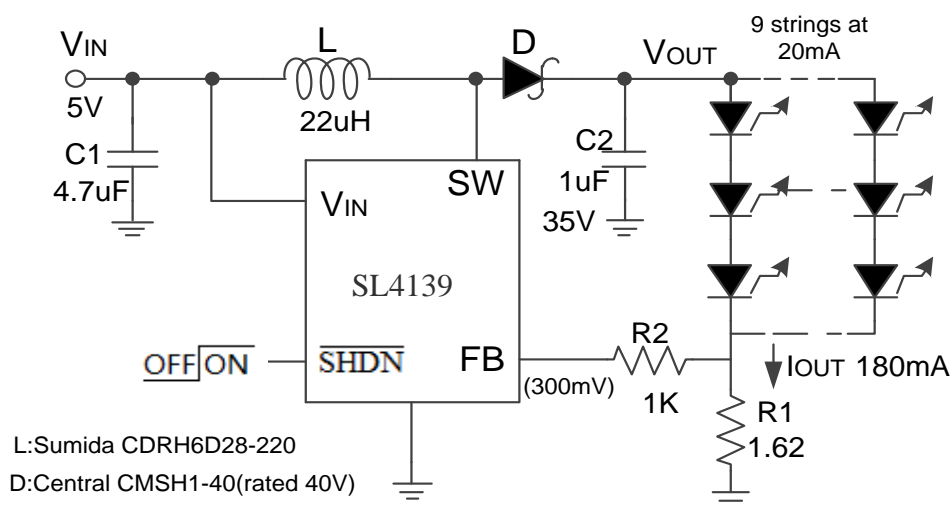 9 strings at
20mA
VIN
L
D
VOUT
5V
22uH
C1
4.7uF
C2
1uF
35V
VIN
SW
SL4139
OFF ON
SHDN
FB
(300mV)
R2
1K
IOUT 180mA
R1
1.62
L:Sumida CDRH6D28-220
D:Central CMSH1-40(rated 40V)